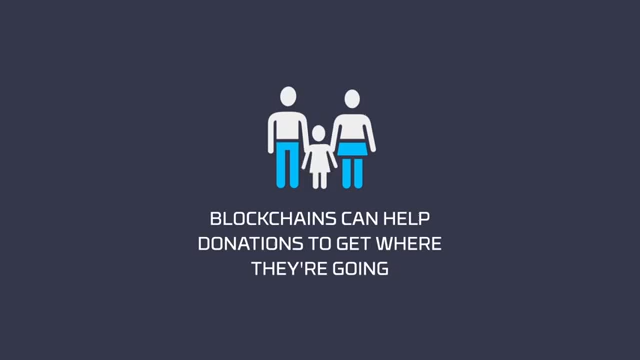 BLOCKCHAINS CAN HELP
DONATIONS TO GET WHERE
THEY'RE GOING